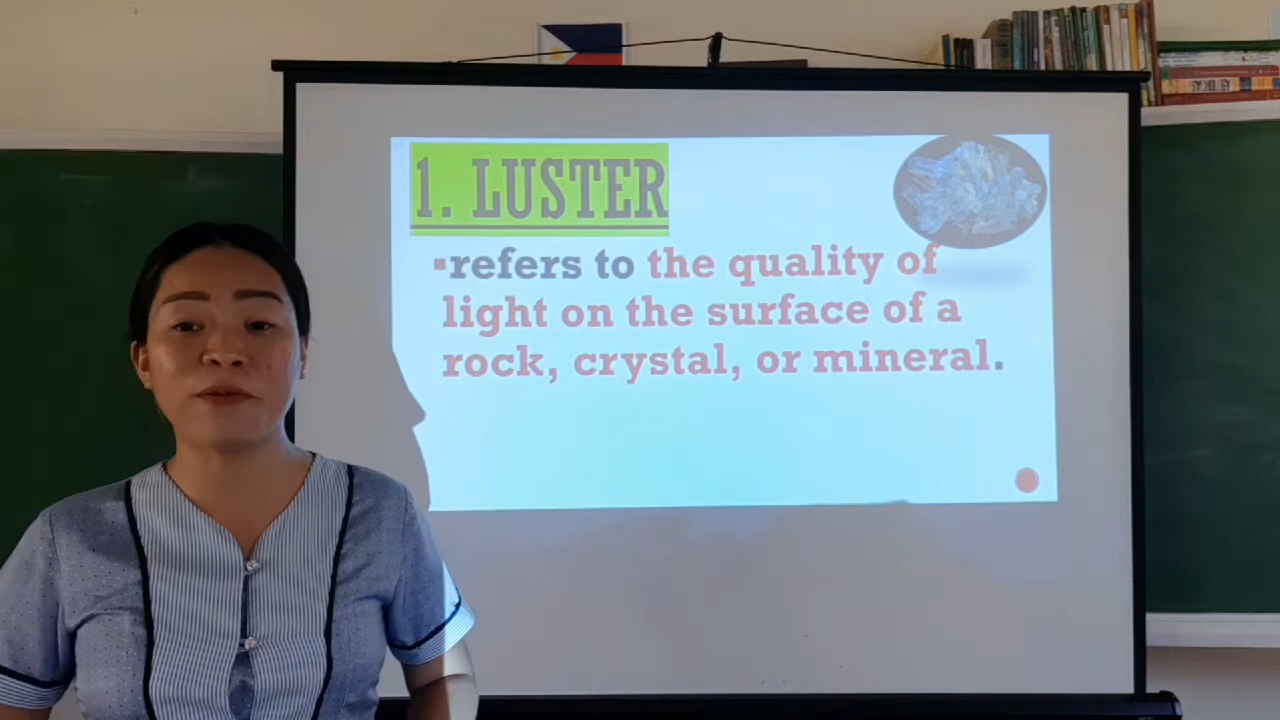 1. LUSTER
▪refers to the quality of
light on the surface of a
rock, crystal, or mineral.